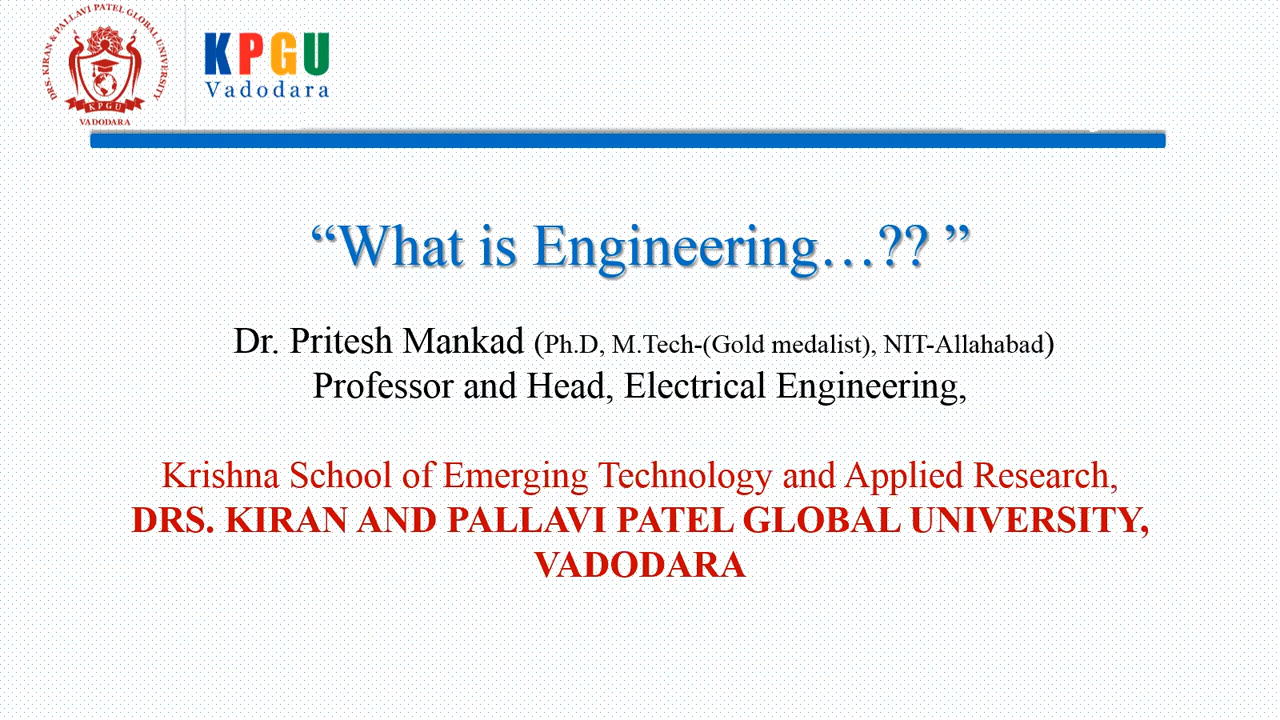 DRS. KIRAN & PALLAVI PATEL GLOBAL UNIVERSITY
KPGU
VADODARA
KPGU
Vadodara
“What is Engineering…?? ”
Dr. Pritesh Mankad (Ph.D, M.Tech-(Gold medalist), NIT-Allahabad)
Professor and Head, Electrical Engineering,
Krishna School of Emerging Technology and Applied Research,
DRS. KIRAN AND PALLAVI PATEL GLOBAL UNIVERSITY,
VADODARA